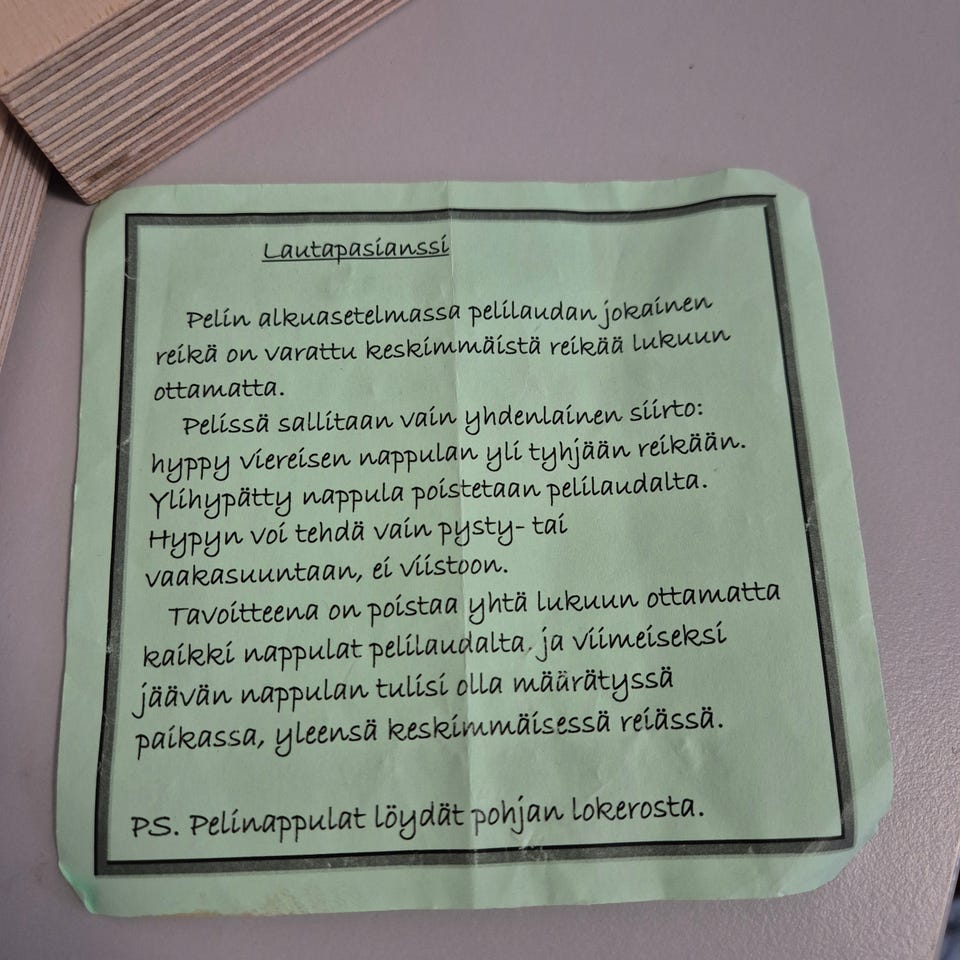 Lautapasianssi
Pelin alkuasetelmassa pelilaudan jokainen
reikä on varattu keskimmäistä reikää lukuun
ottamatta.
Pelissä sallitaan vain yhdenlainen siirto:
hyppy viereisen nappulan yli tyhjään reikään.
Ylihypätty nappula poistetaan pelilaudalta.
Hypyn voi tehdä vain pysty- tai
vaakasuuntaan, ei viistoon.
Tavoitteena on poistaa yhtä lukuun ottamatta
kaikki nappulat pelilaudalta, ja viimeiseksi
jäävän nappulan tulisi olla määrätyssä
paikassa, yleensä keskimmäisessä reiässä.
PS. Pelinappulat löydät pohjan lokerosta.